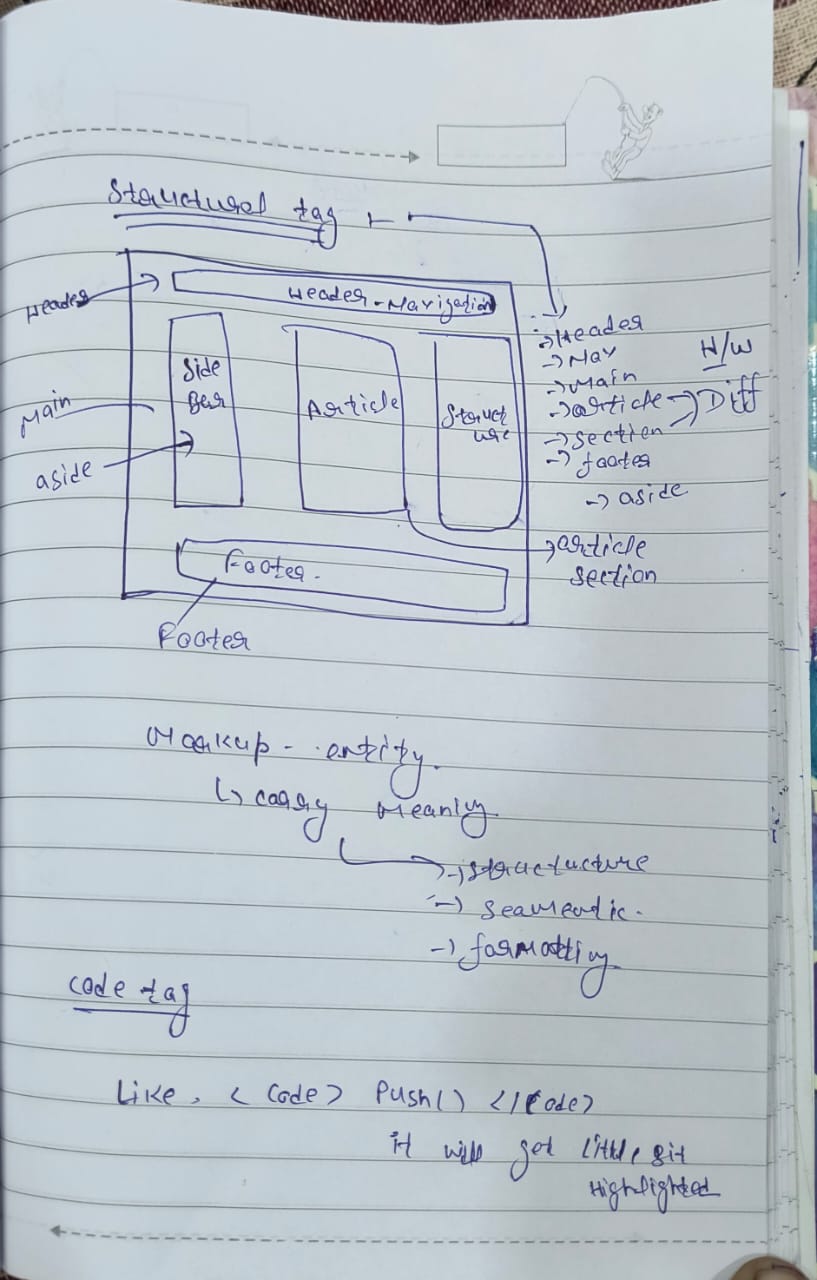 Structural tag
Header
Header - Navigation
Side
Bar
Article
Struct
ure
Main
aside
Footer.
Footer
→ Header
→ Nav
→ Main
→ article → Diff
→ section
→ footer
→ aside
H/W
→ article
section
Markup - entity.
↳ carry meaning
→ structucture
→ seamentic.
→ formatting
code tag
Like, < Code> Push() </Code>
it will get little bit
Highlighted